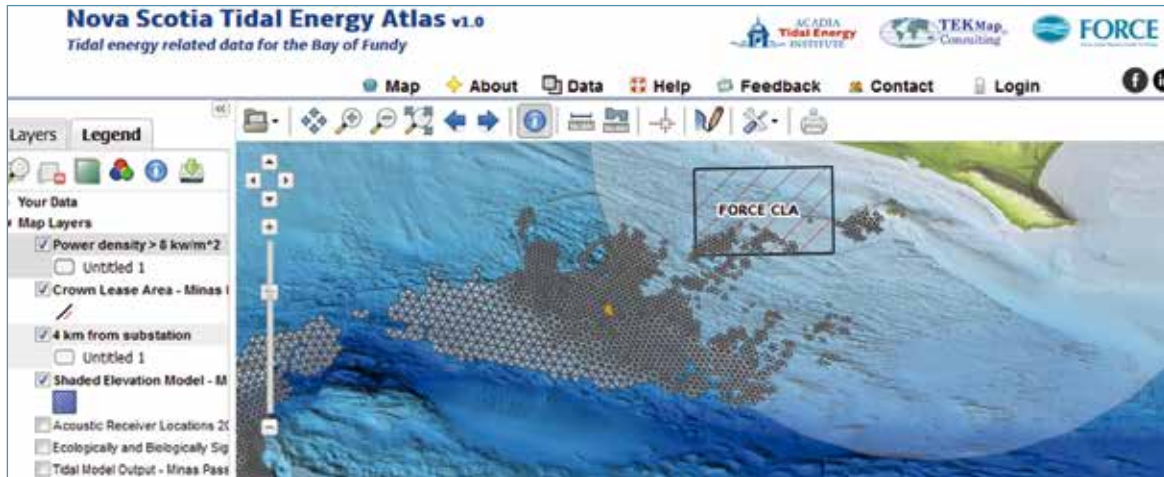 Nova Scotia Tidal Energy Atlas v1.0
Tidal energy related data for the Bay of Fundy
ACADIA
Tidal Energy
INSTITUTE
TEKMap
Consulting
FORCE
Map About Data Help Feedback Contact Login
Layers Legend
Your Data
Map Layers
Power density > 8 kw/m^2
Untitled 1
Crown Lease Area - Minas
4 km from substation
Untitled 1
Shaded Elevation Model - M
Acoustic Receiver Locations 20
Ecologically and Biologically Sig
Tidal Model Output - Minas Pass
FORCE CLA